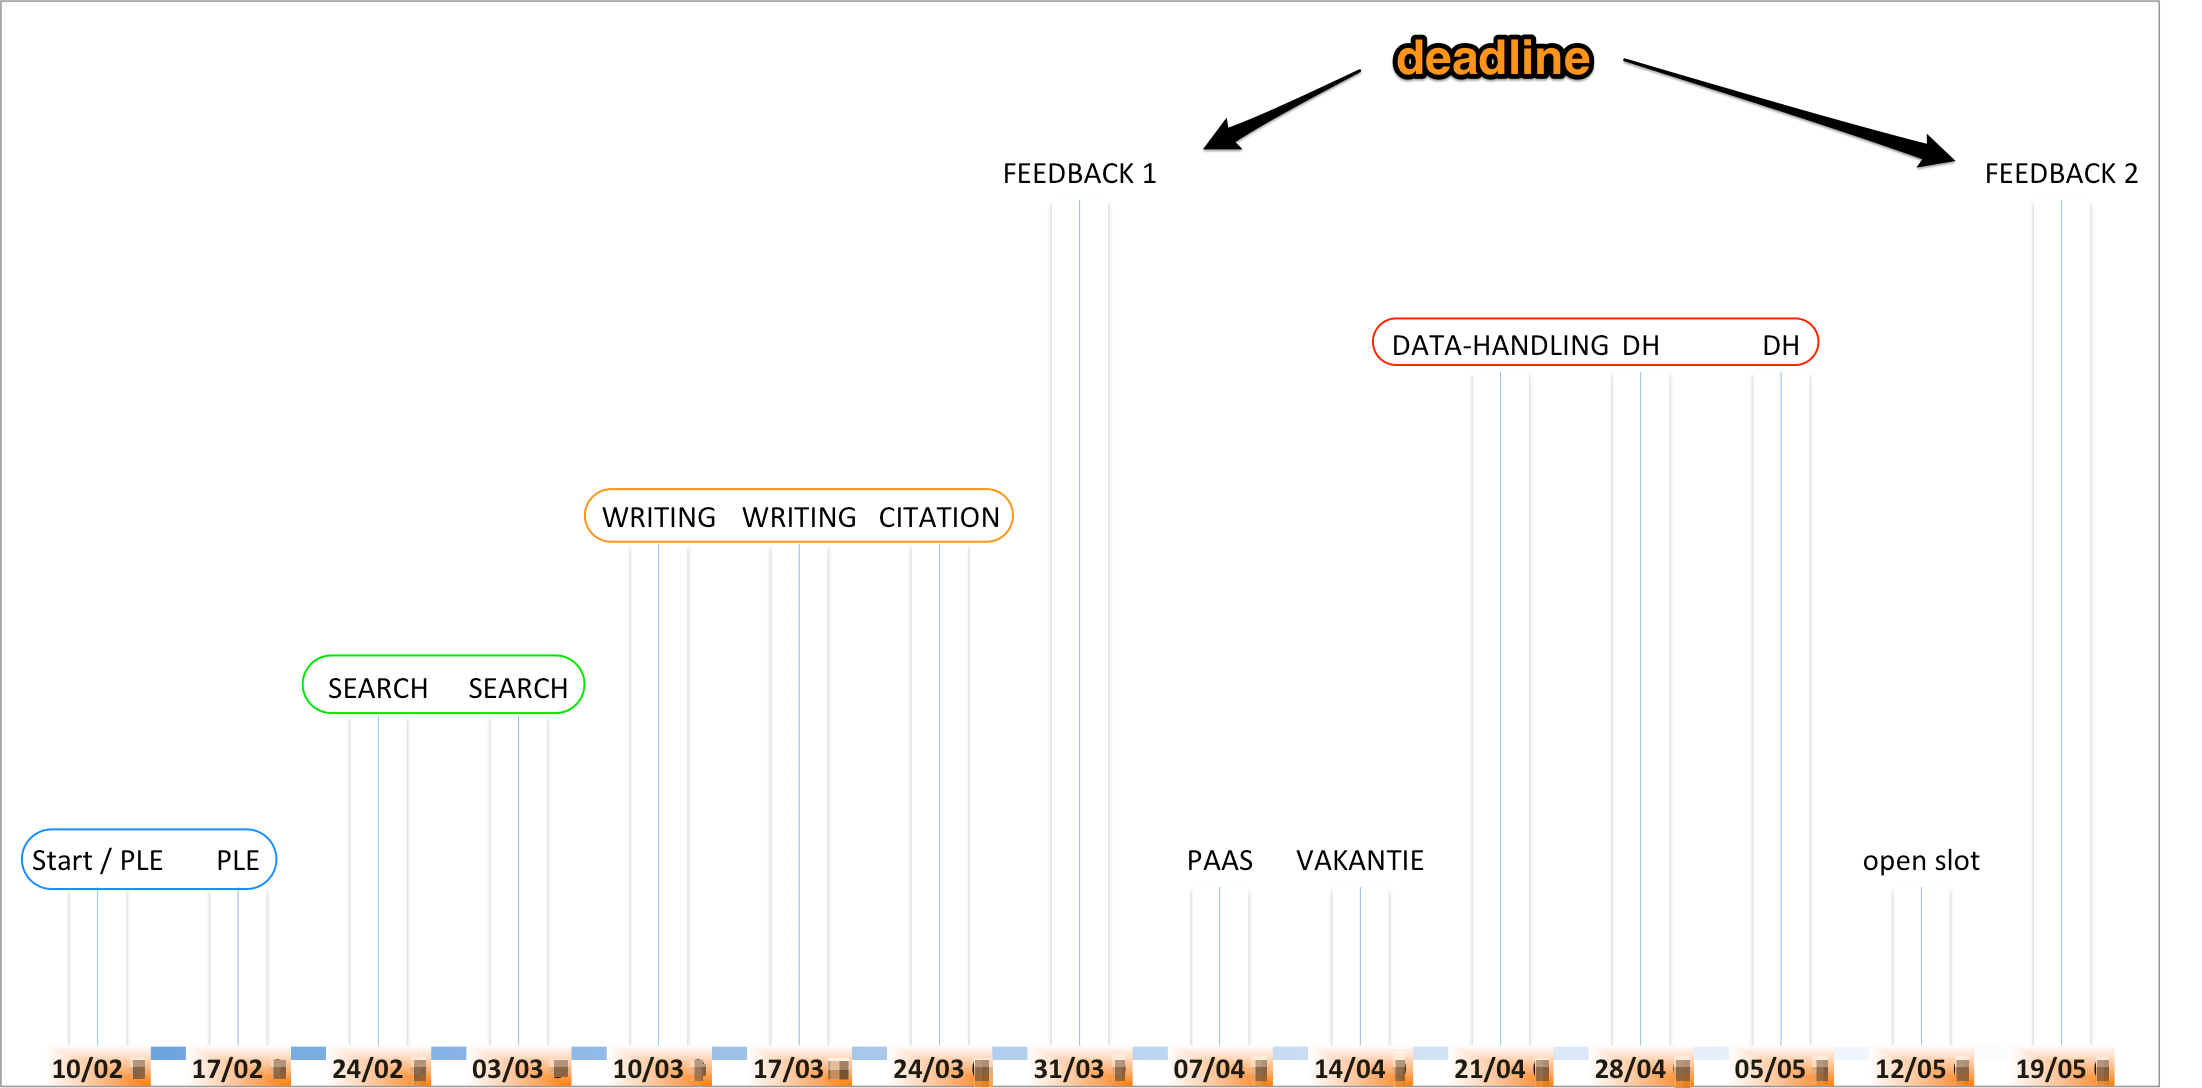 deadline
FEEDBACK 1
FEEDBACK 2
DATA-HANDLING DH DH
WRITING WRITING CITATION
SEARCH SEARCH
Start / PLE PLE
PAAS VAKANTIE
open slot
10/02 17/02 24/02 03/03 10/03 17/03 24/03 31/03 07/04 14/04 21/04 28/04 05/05 12/05 19/05